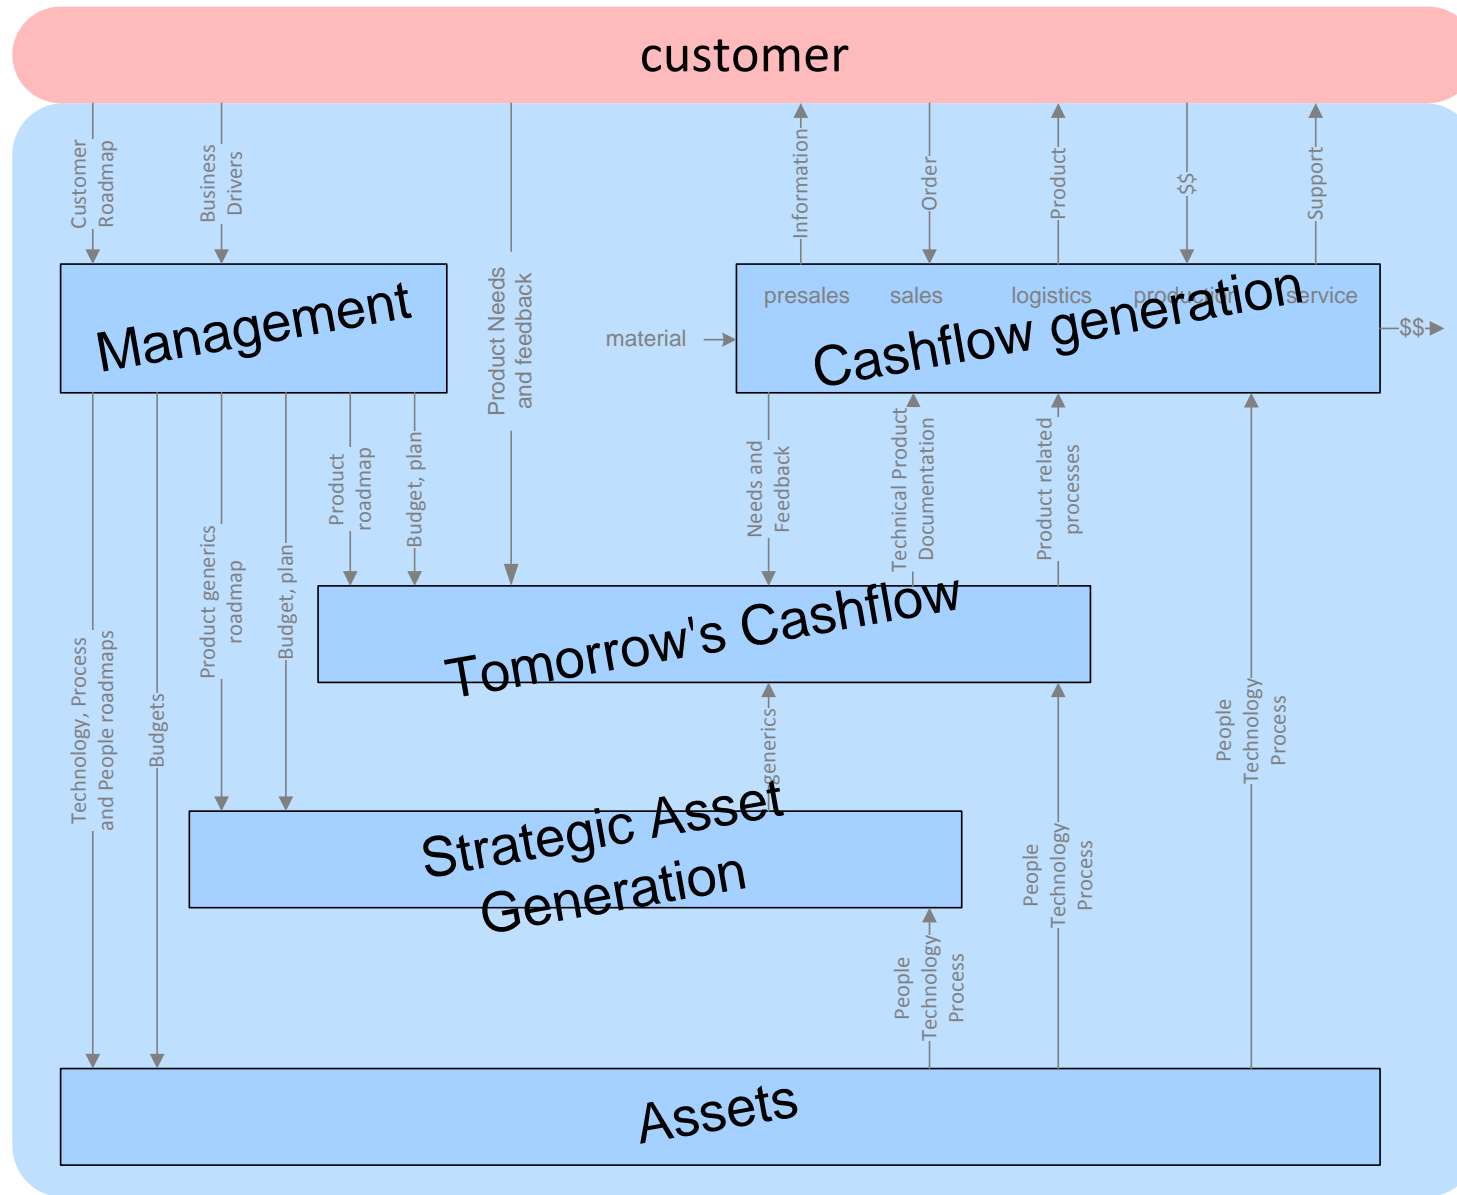 customer
Customer
Roadmap
Business
Drivers
Product Needs
and feedback
Information
Order
Product
$$
Support
Management
presales
sales
logistics
production
service
material
Cashflow generation
$$
Technology, Process
and People roadmaps
Budgets
Product generics
roadmap
Budget, plan
Product
roadmap
Budget, plan
Needs and
Feedback
Technical Product
Documentation
Product related
processes
People
Technology
Process
Tomorrow's Cashflow
generics
People
Technology
Process
Strategic Asset
Generation
People
Technology
Process
Assets